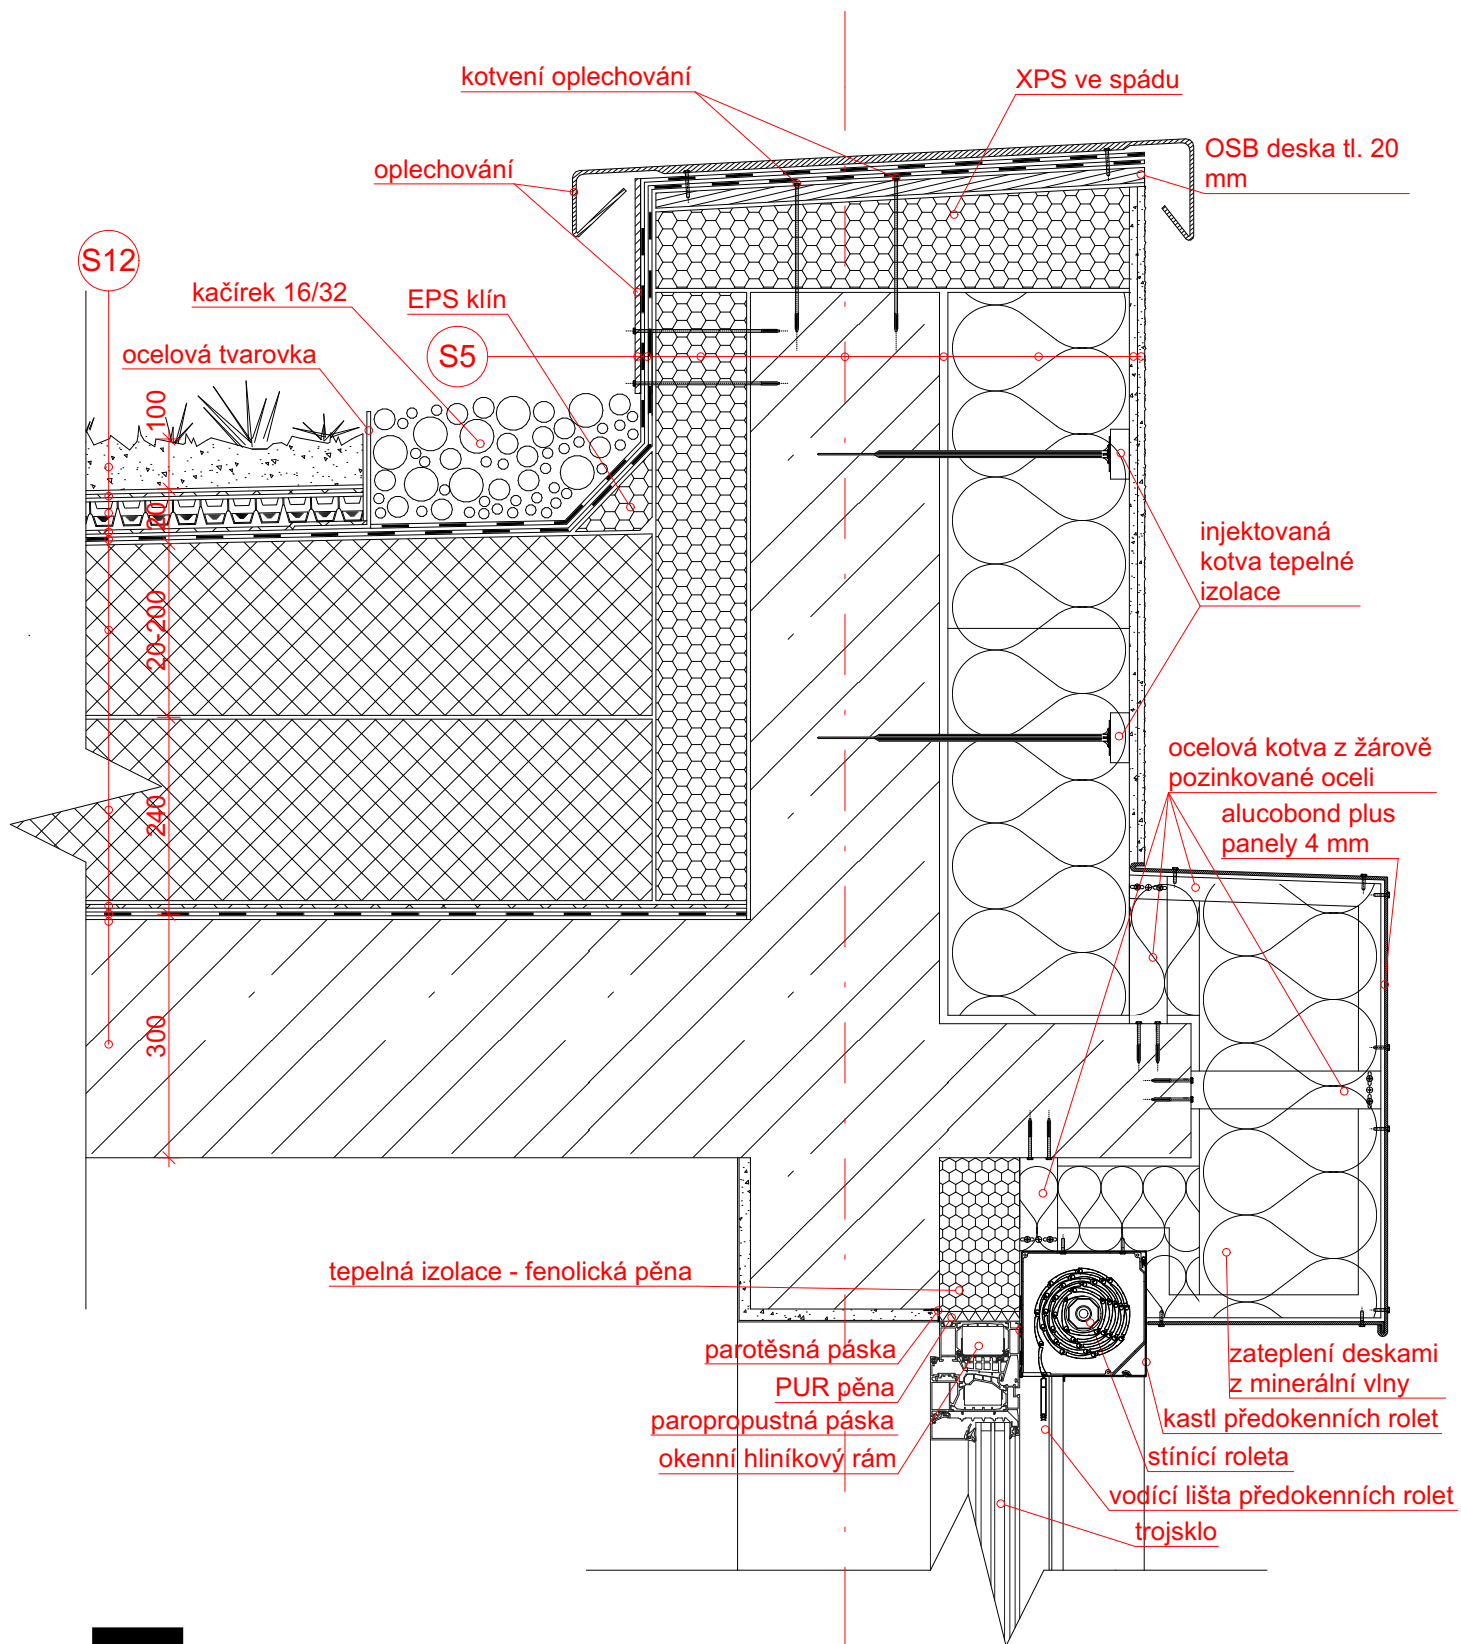 kotvení oplechování
XPS ve spádu
OSB deska tl. 20
mm
oplechování
S12
kačírek 16/32
EPS klín
S5
ocelová tvarovka
100
20
20-200
240
300
injektovaná
kotva tepelné
izolace
ocelová kotva z žárově
pozinkované oceli
alucobond plus
panely 4 mm
tepelná izolace - fenolická pěna
parotěsná páska
PUR pěna
paropropustná páska
okenní hliníkový rám
zateplení deskami
z minerální vlny
kastl předokenních rolet
stínící roleta
vodící lišta předokenních rolet
trojsklo